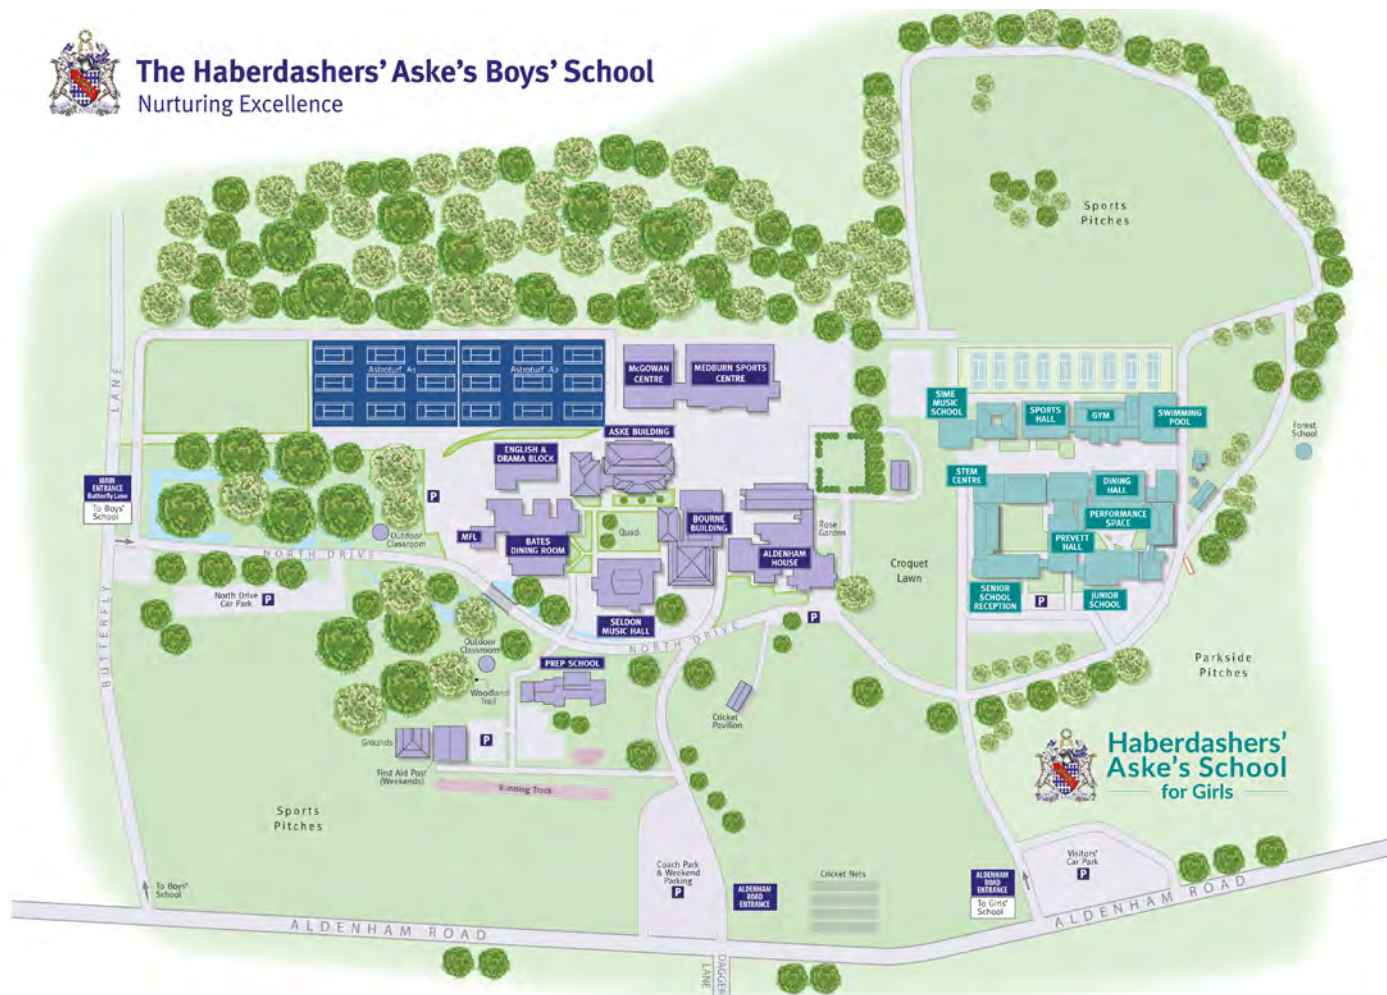 The Haberdashers' Aske's Boys' School
Nurturing Excellence
Sports
Pitches
LANE
BUTTERFLY
Astroturf A1
Astroturf A2
McGOWAN
CENTRE
MEDBURN SPORTS
CENTRE
SIME
MUSIC
SCHOOL
SPORTS
HALL
GYM
SWIMMING
POOL
Forest
School
ASKE BUILDING
ENGLISH &
DRAMA BLOCK
MAIN
ENTRANCE
Butterfly Lane
To Boys'
School
P
STEM
CENTRE
DINING
HALL
PERFORMANCE
SPACE
PREVETT
HALL
Outdoor
Classroom
MFL
BATES
DINING ROOM
Quad
BOURNE
BUILDING
Rose
Garden
ALDENHAM
HOUSE
Croquet
Lawn
NORTH DRIVE
North Drive
Car Park
P
SENIOR
SCHOOL
RECEPTION
P
JUNIOR
SCHOOL
SELDON
MUSIC HALL
NORTH DRIVE
P
Outdoor
Classroom
PREP SCHOOL
Woodland
Trail
Parkside
Pitches
Cricket
Pavilion
Grounds
P
First Aid Post
(Weekends)
Running Track
Haberdashers'
Aske's School
for Girls
Sports
Pitches
Coach Park
& Weekend
Parking
P
Cricket Nets
Visitors'
Car Park
P
To Boys'
School
ALDENHAM
ROAD
ENTRANCE
ALDENHAM
ROAD
ENTRANCE
To Girls'
School
ALDENHAM ROAD
ALDENHAM ROAD
DAGGER
LANE